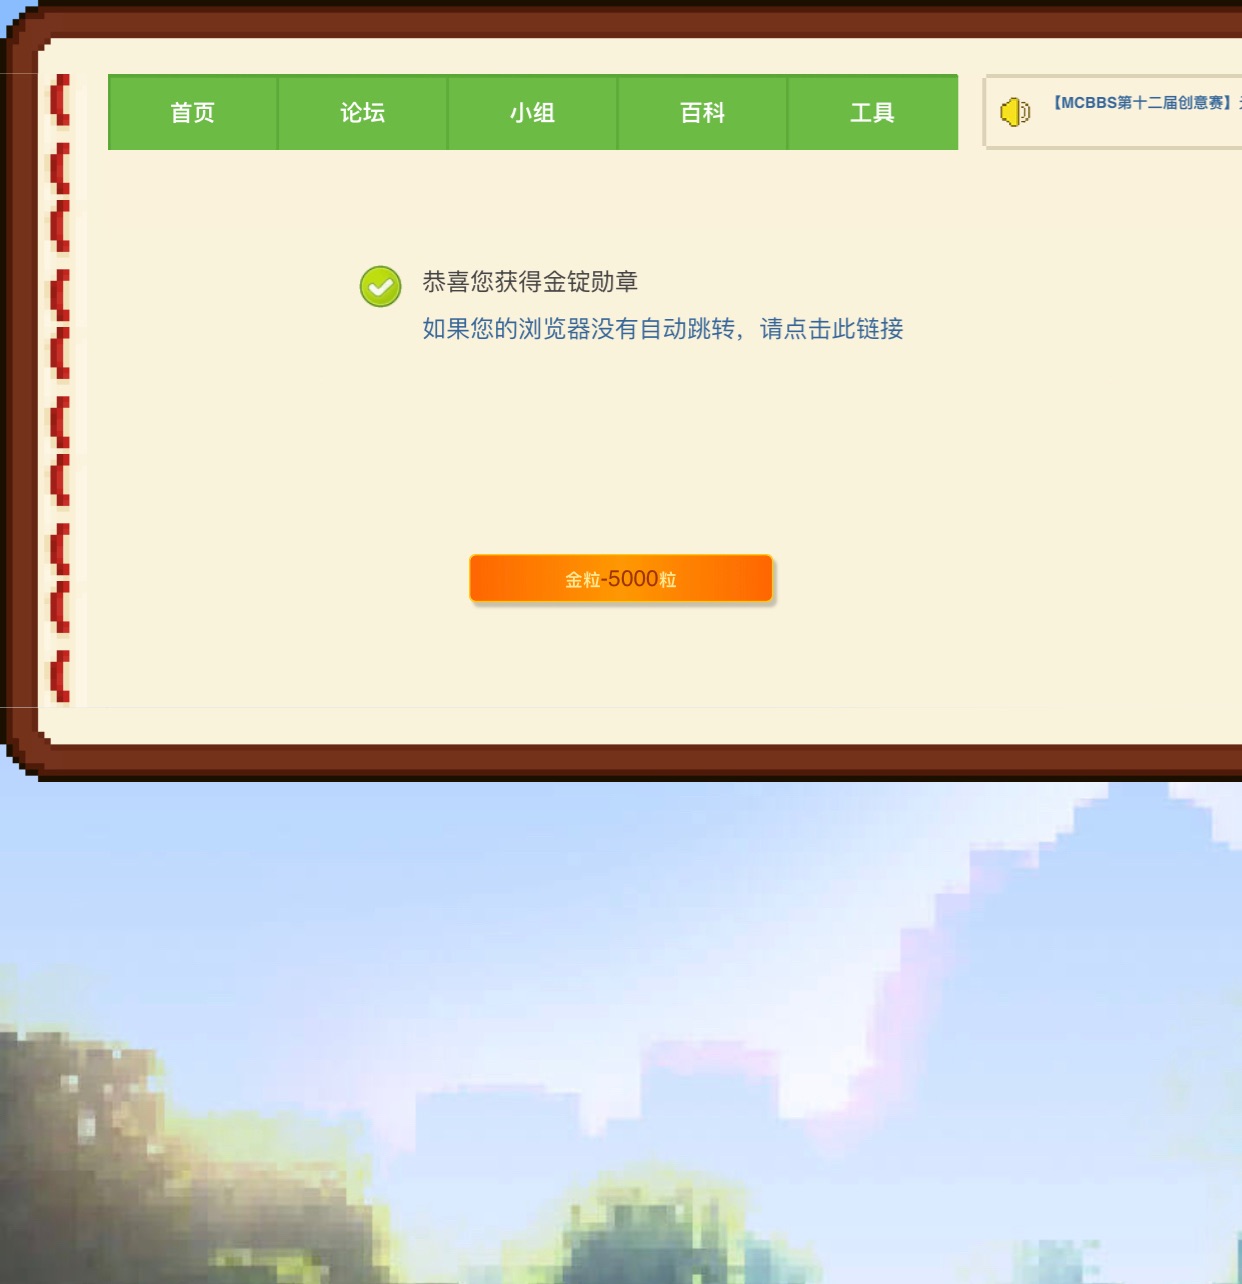 首页 论坛 小组 百科 工具
【MCBBS第十二届创意赛】
恭喜您获得金锭勋章
如果您的浏览器没有自动跳转，请点击此链接
金粒-5000粒